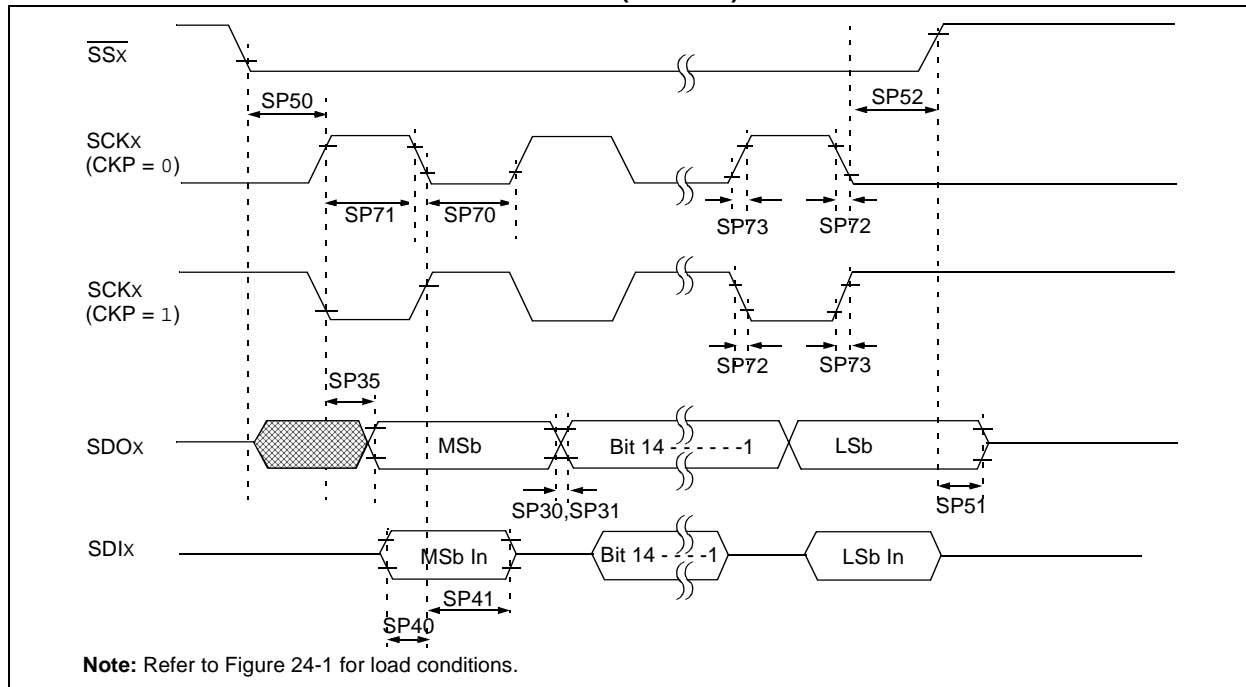 SSX
SP50
SP52
SCKX
(CKP = 0)
SP71
SP70
SP73
SP72
SCKX
(CKP = 1)
SP72
SP73
SP35
SDOX
MSb
Bit 14 - - - - - -1
LSb
SP30,SP31
SP51
SDIX
MSb In
Bit 14 - - - -1
LSb In
SP41
SP40
Note: Refer to Figure 24-1 for load conditions.